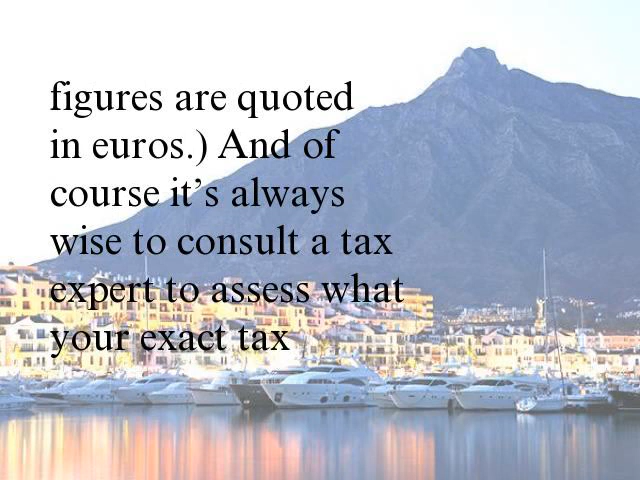 figures are quoted
in euros.) And of
course it’s always
wise to consult a tax
expert to assess what
your exact tax